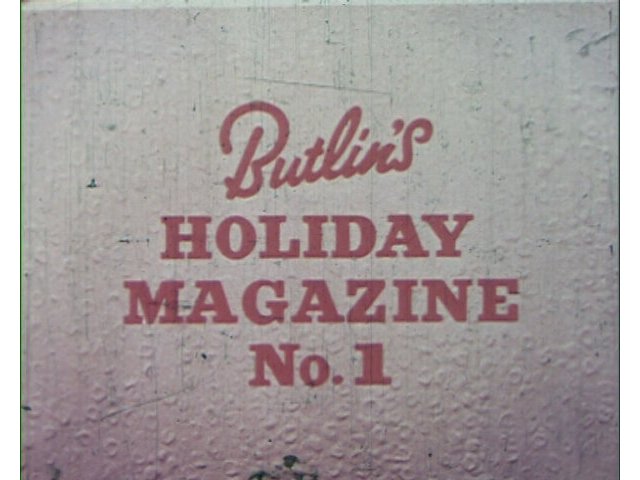 Butlin's
HOLIDAY
MAGAZINE
No. 1